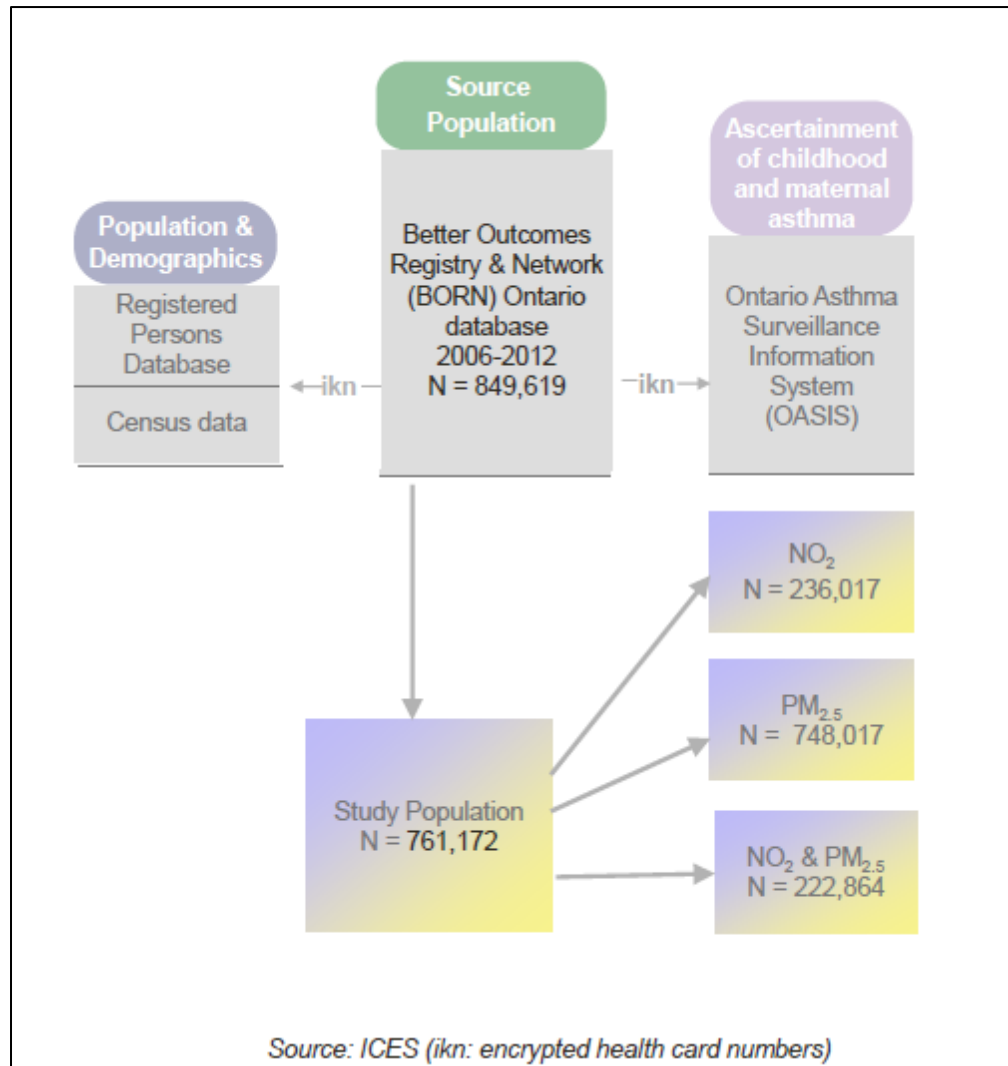 Source
Population
Ascertainment
of childhood
and maternal
asthma
Population &
Demographics
Better Outcomes
Registry & Network
(BORN) Ontario
database
2006-2012
N = 849,619
Registered
Persons
Database
Census data
ikn
ikn
Ontario Asthma
Surveillance
Information
System
(OASIS)
NO₂
N = 236,017
PM₂.₅
N = 748,017
Study Population
N = 761,172
NO₂ & PM₂.₅
N = 222,864
Source: ICES (ikn: encrypted health card numbers)